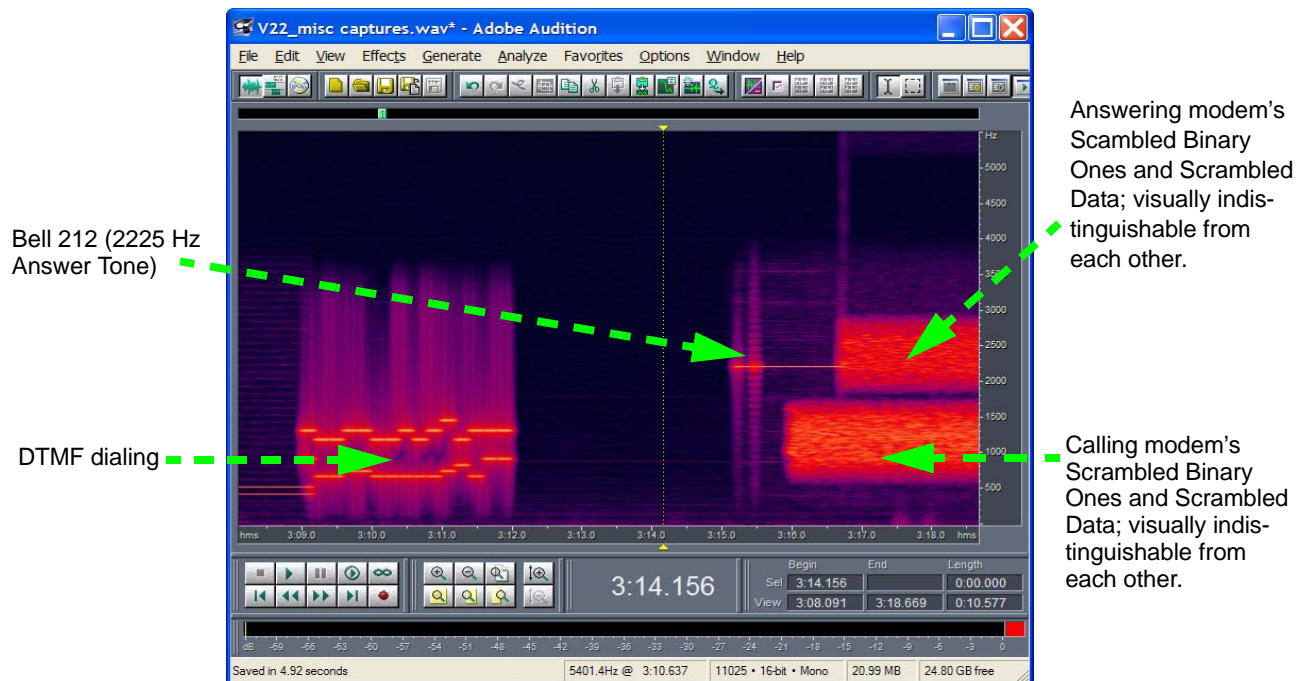 V22_misc captures.wav* - Adobe Audition
File Edit View Effects Generate Analyze Favorites Options Window Help
Hz
5000
4500
4000
3500
3000
2500
2000
1500
1000
500
hms 3:09.0 3:10.0 3:11.0 3:12.0 3:13.0 3:14.0 3:15.0 3:16.0 3:17.0 3:18.0 hms
Bell 212 (2225 Hz
Answer Tone)
DTMF dialing
Answering modem’s
Scambled Binary
Ones and Scrambled
Data; visually indis-
tinguishable from
each other.
Calling modem’s
Scrambled Binary
Ones and Scrambled
Data; visually indis-
tinguishable from
each other.
3:14.156
Begin End Length
Sel 3:14.156 0:00.000
View 3:08.091 3:18.669 0:10.577
dB -69 -66 -63 -60 -57 -54 -51 -48 -45 -42 -39 -36 -33 -30 -27 -24 -21 -18 -15 -12 -9 -6 -3 0
Saved in 4.92 seconds 5401.4Hz @ 3:10.637 11025 • 16-bit • Mono 20.99 MB 24.80 GB free